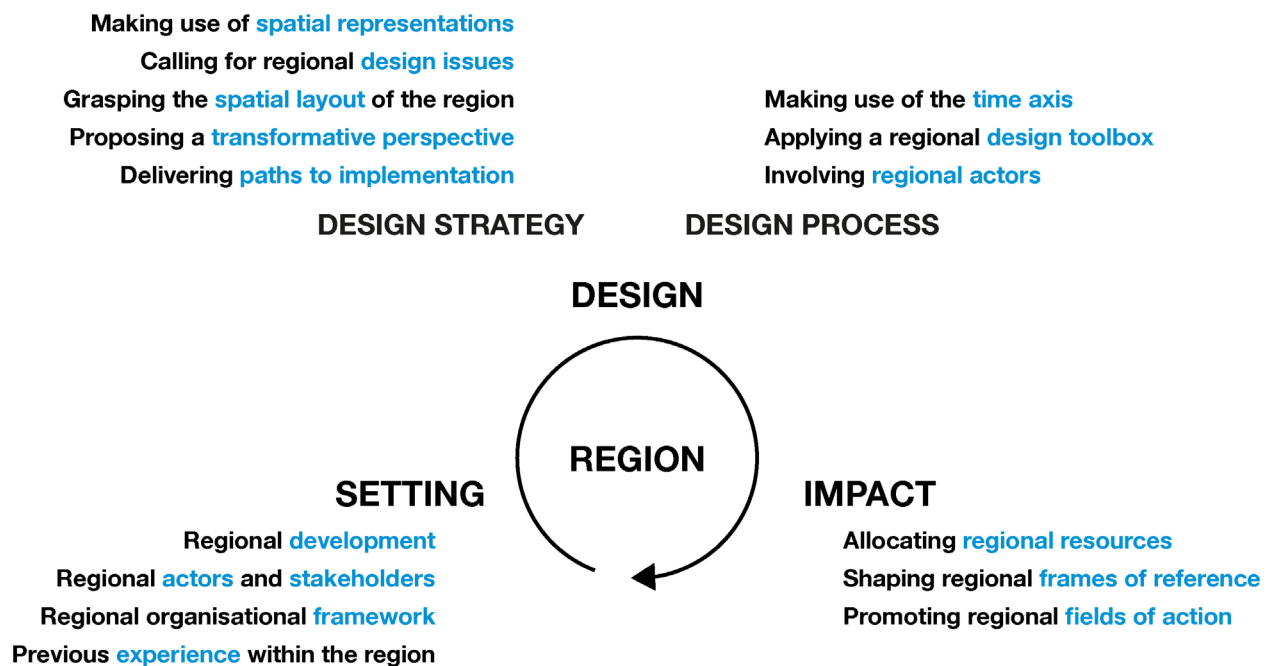 Making use of spatial representations
Calling for regional design issues
Grasping the spatial layout of the region
Proposing a transformative perspective
Delivering paths to implementation
DESIGN STRATEGY
Making use of the time axis
Applying a regional design toolbox
Involving regional actors
DESIGN PROCESS
DESIGN
REGION
SETTING
Regional development
Regional actors and stakeholders
Regional organisational framework
Previous experience within the region
IMPACT
Allocating regional resources
Shaping regional frames of reference
Promoting regional fields of action